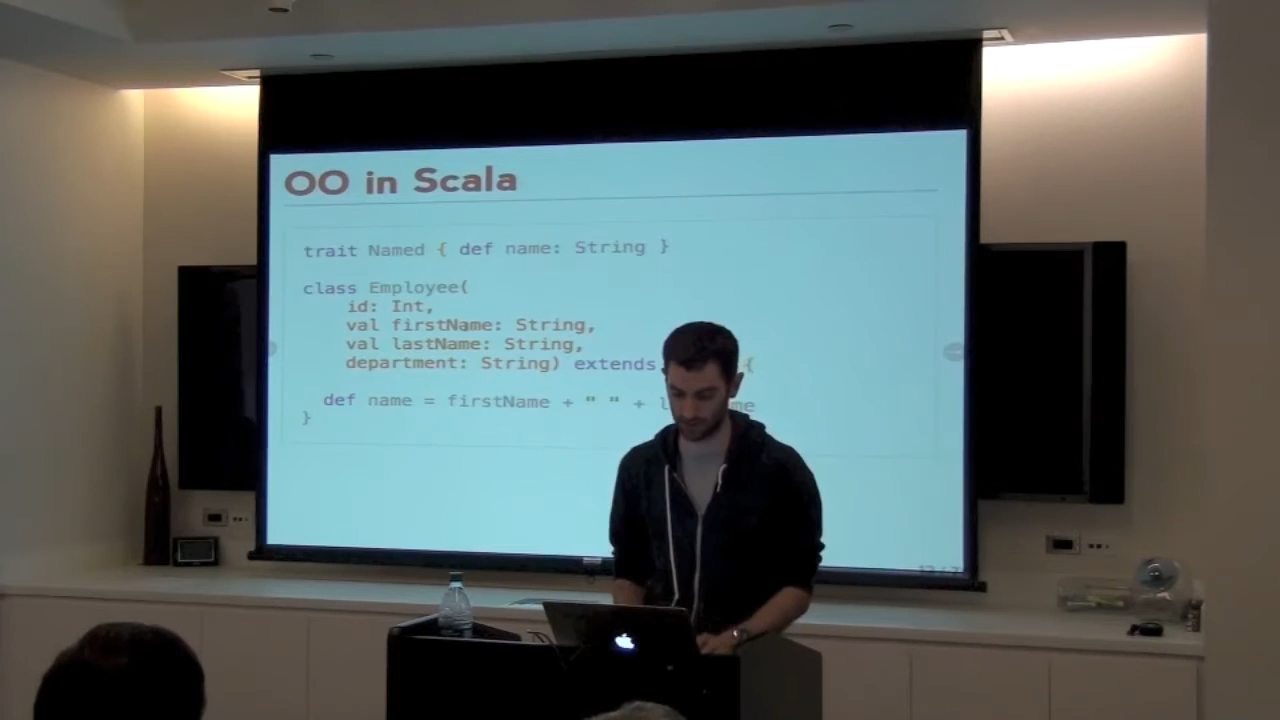 OO in Scala
trait Named { def name: String }
class Employee(
id: Int,
val firstName: String,
val lastName: String,
department: String) extends {
def name = firstName + " " +
}